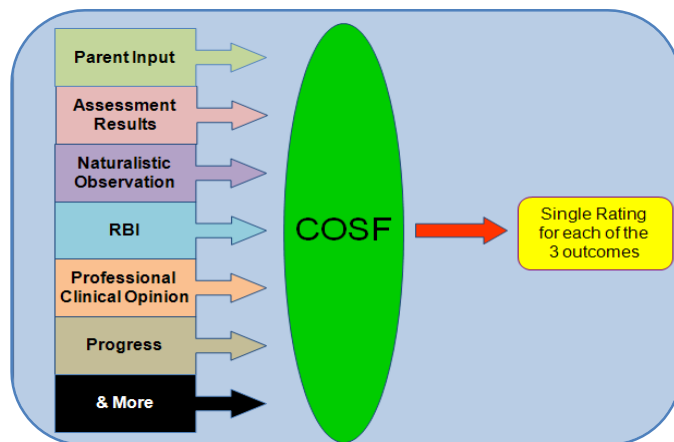 Parent Input
Assessment
Results
Naturalistic
Observation
RBI
Professional
Clinical Opinion
Progress
& More
COSF
Single Rating
for each of the
3 outcomes